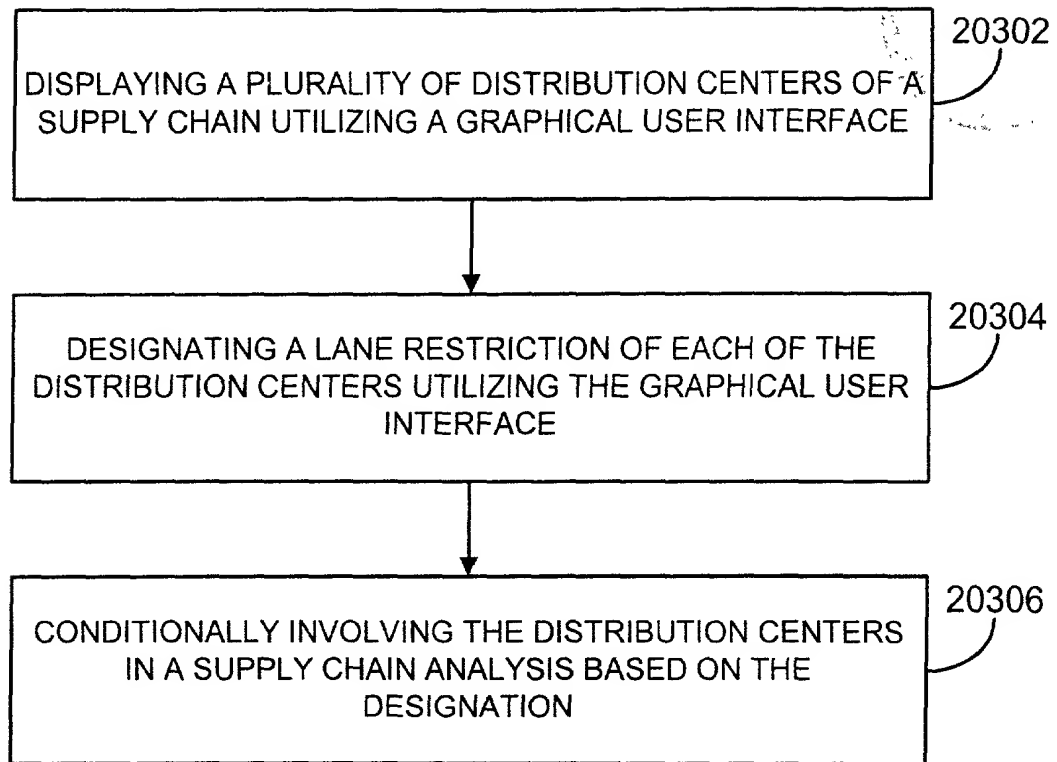 20302
DISPLAYING A PLURALITY OF DISTRIBUTION CENTERS OF A
SUPPLY CHAIN UTILIZING A GRAPHICAL USER INTERFACE
20304
DESIGNATING A LANE RESTRICTION OF EACH OF THE
DISTRIBUTION CENTERS UTILIZING THE GRAPHICAL USER
INTERFACE
20306
CONDITIONALLY INVOLVING THE DISTRIBUTION CENTERS
IN A SUPPLY CHAIN ANALYSIS BASED ON THE
DESIGNATION